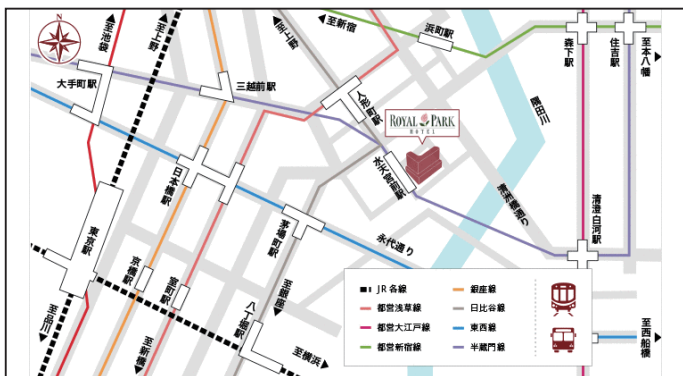 N
至池袋
至上野
至上野
至新宿
浜町駅
森下駅
住吉駅
至本八幡
大手町駅
三越前駅
人形町駅
隅田川
ROYAL PARK
HOTEL
水天宮前駅
清洲橋通り
日本橋駅
清澄白河駅
東京駅
茅場町駅
永代通り
京橋駅
室町駅
至銀座
八丁堀駅
至品川
至新橋
至横浜
至西船橋
JR 各線
都営浅草線
都営大江戸線
都営新宿線
銀座線
日比谷線
東西線
半蔵門線